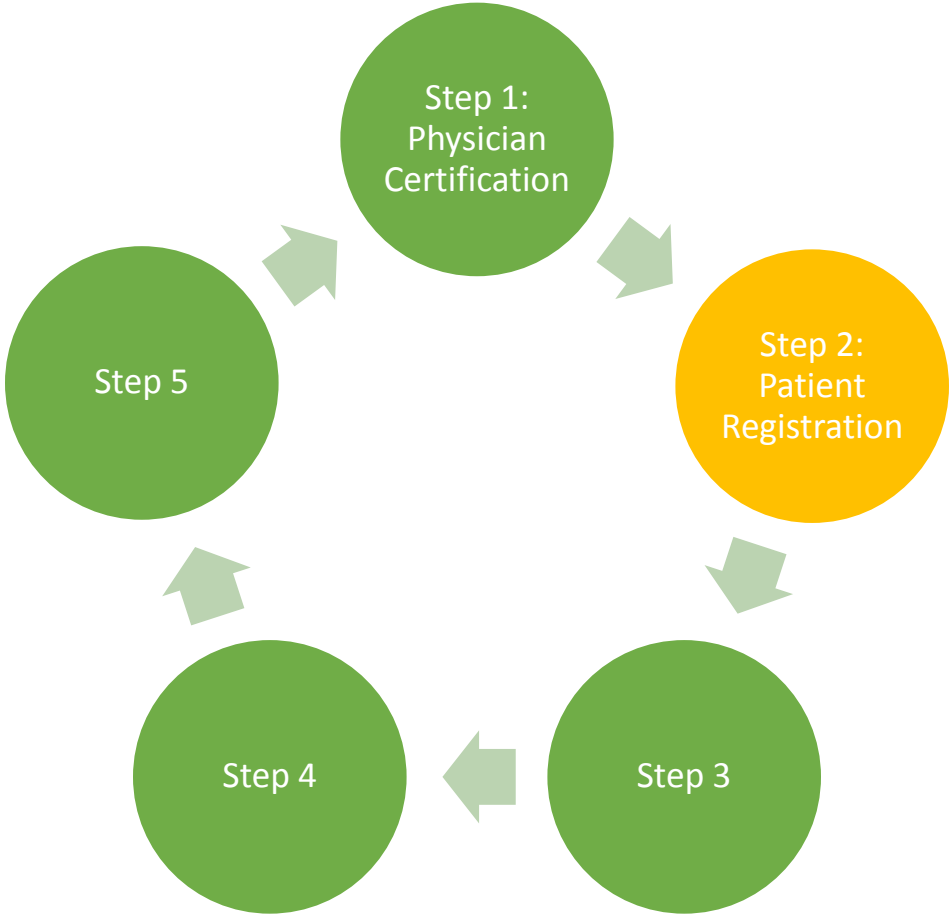 Step 1:
Physician
Certification
Step 2:
Patient
Registration
Step 3
Step 4
Step 5